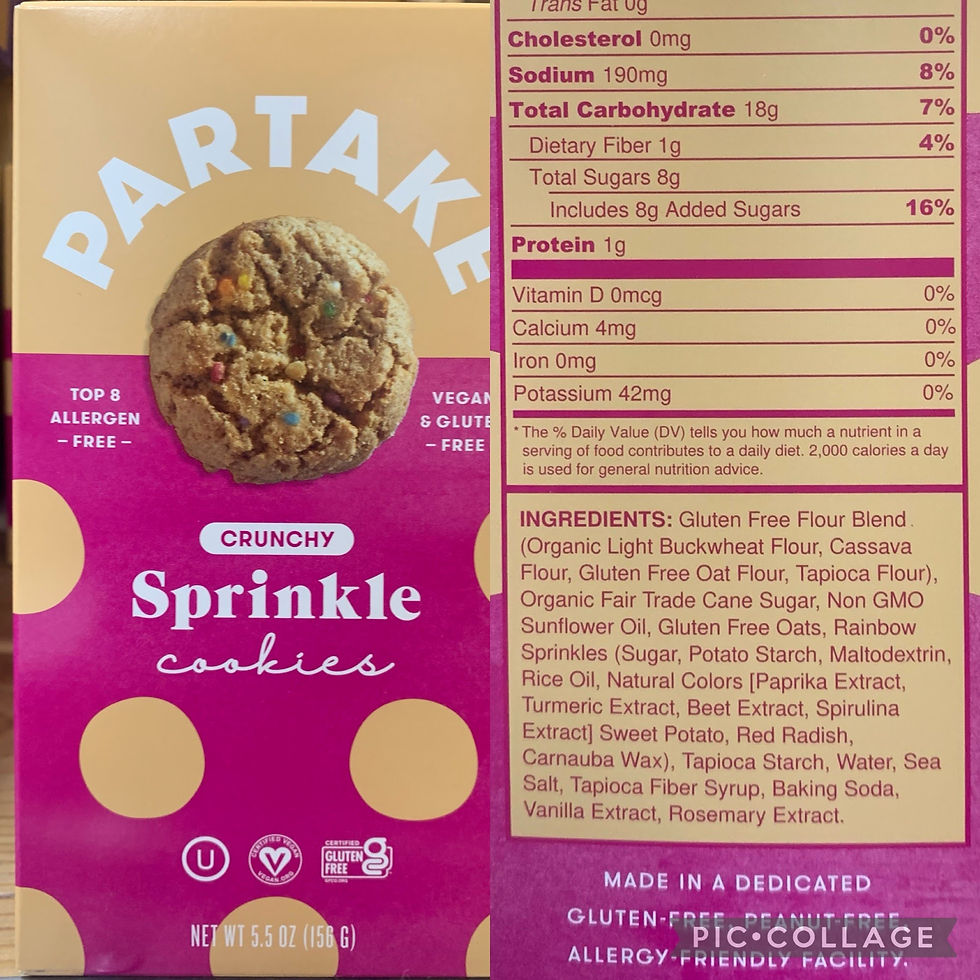 PARTAKE
TOP 8
ALLERGEN
– FREE –
VEGAN
& GLUTE
– FREE
CRUNCHY
Sprinkle
cookies
U
CERTIFIED VEGAN
VEGAN.ORG
CERTIFIED
GLUTEN
FREE
GFCO.ORG
NET WT 5.5 OZ (156 G)
Trans Fat 0g
Cholesterol 0mg 0%
Sodium 190mg 8%
Total Carbohydrate 18g 7%
Dietary Fiber 1g 4%
Total Sugars 8g
Includes 8g Added Sugars 16%
Protein 1g
Vitamin D 0mcg 0%
Calcium 4mg 0%
Iron 0mg 0%
Potassium 42mg 0%
* The % Daily Value (DV) tells you how much a nutrient in a
serving of food contributes to a daily diet. 2,000 calories a day
is used for general nutrition advice.
INGREDIENTS: Gluten Free Flour Blend
(Organic Light Buckwheat Flour, Cassava
Flour, Gluten Free Oat Flour, Tapioca Flour),
Organic Fair Trade Cane Sugar, Non GMO
Sunflower Oil, Gluten Free Oats, Rainbow
Sprinkles (Sugar, Potato Starch, Maltodextrin,
Rice Oil, Natural Colors [Paprika Extract,
Turmeric Extract, Beet Extract, Spirulina
Extract] Sweet Potato, Red Radish,
Carnauba Wax), Tapioca Starch, Water, Sea
Salt, Tapioca Fiber Syrup, Baking Soda,
Vanilla Extract, Rosemary Extract.
MADE IN A DEDICATED
GLUTEN-FREE, PEANUT-FREE
ALLERGY-FRIENDLY FACILITY.
PIC•COLLAGE